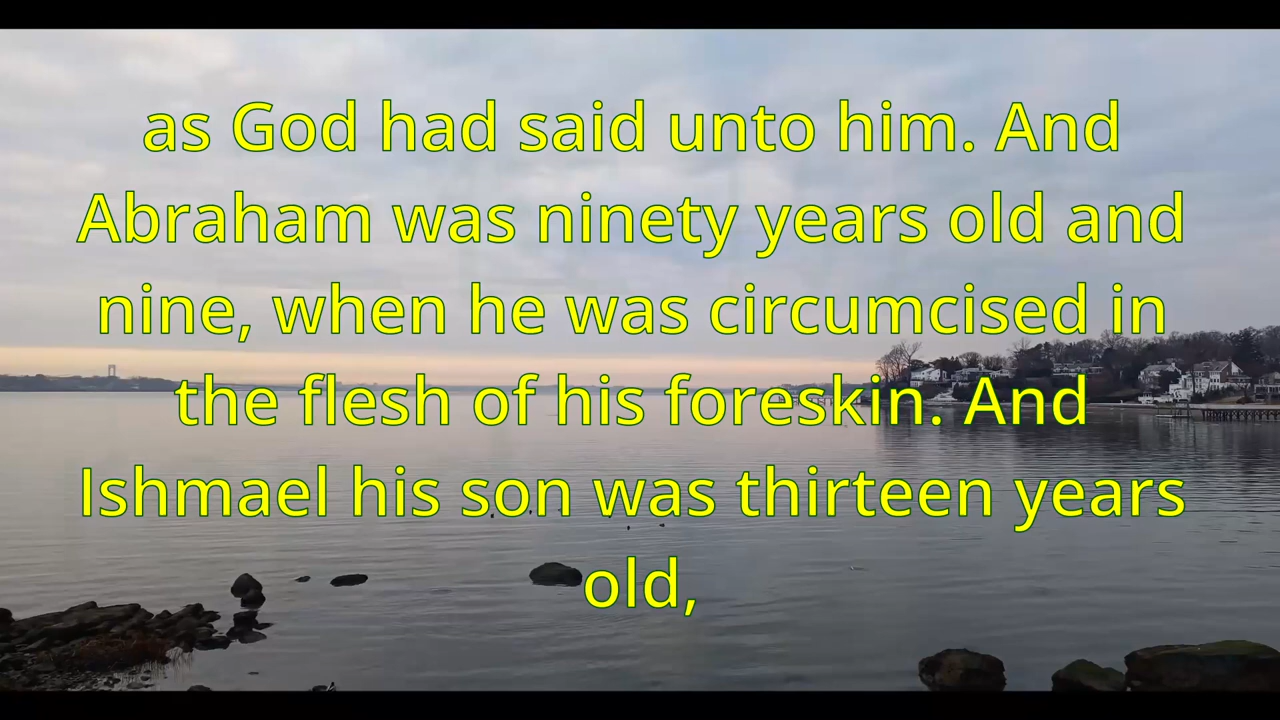 as God had said unto him. And
Abraham was ninety years old and
nine, when he was circumcised in
the flesh of his foreskin. And
Ishmael his son was thirteen years
old,